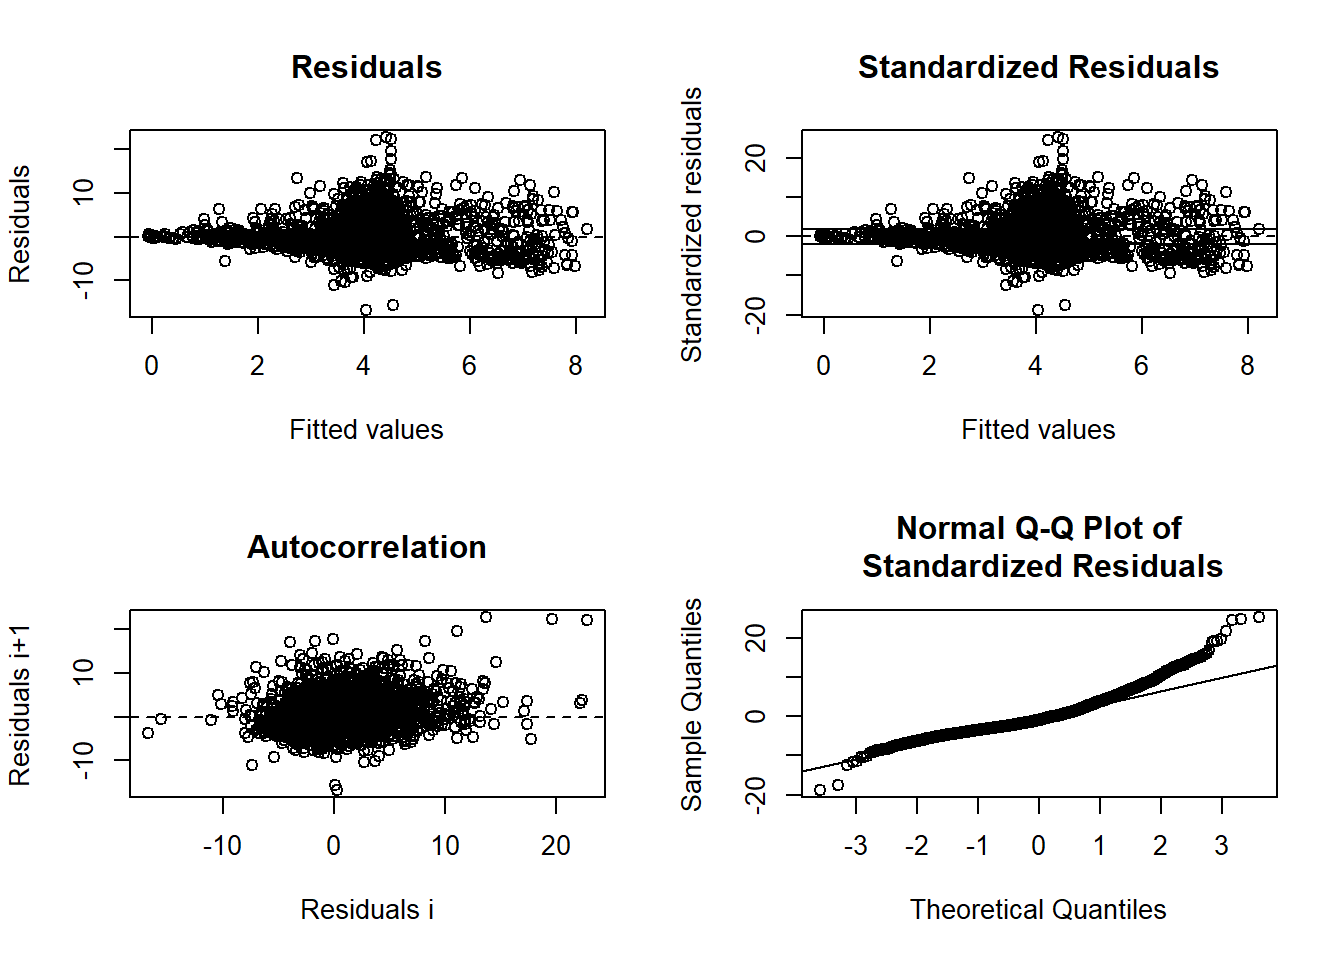 Residuals
Residuals
10
-10
0 2 4 6 8
Fitted values
Standardized Residuals
Standardized residuals
20
0
-20
0 2 4 6 8
Fitted values
Autocorrelation
Residuals i+1
10
-10
-10 0 10 20
Residuals i
Normal Q-Q Plot of
Standardized Residuals
Sample Quantiles
20
0
-20
-3 -2 -1 0 1 2 3
Theoretical Quantiles